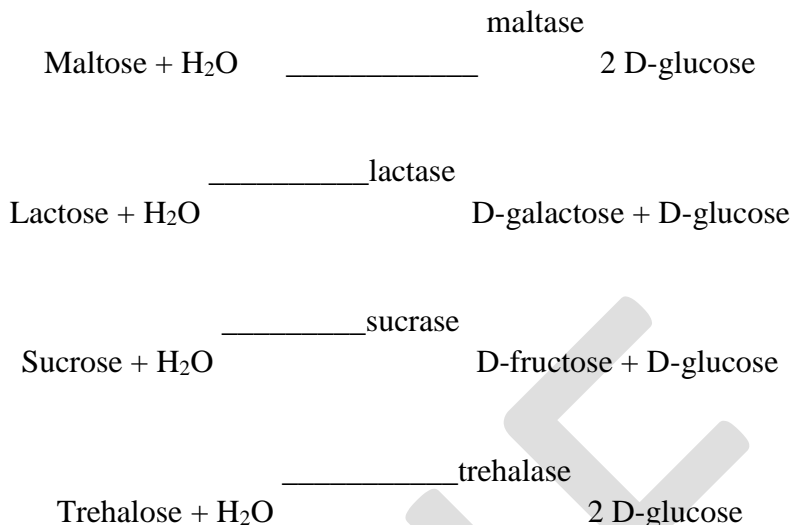 maltase
Maltose + H₂O ____________ 2 D-glucose
__________lactase
Lactose + H₂O D-galactose + D-glucose
_________sucrase
Sucrose + H₂O D-fructose + D-glucose
___________trehalase
Trehalose + H₂O 2 D-glucose